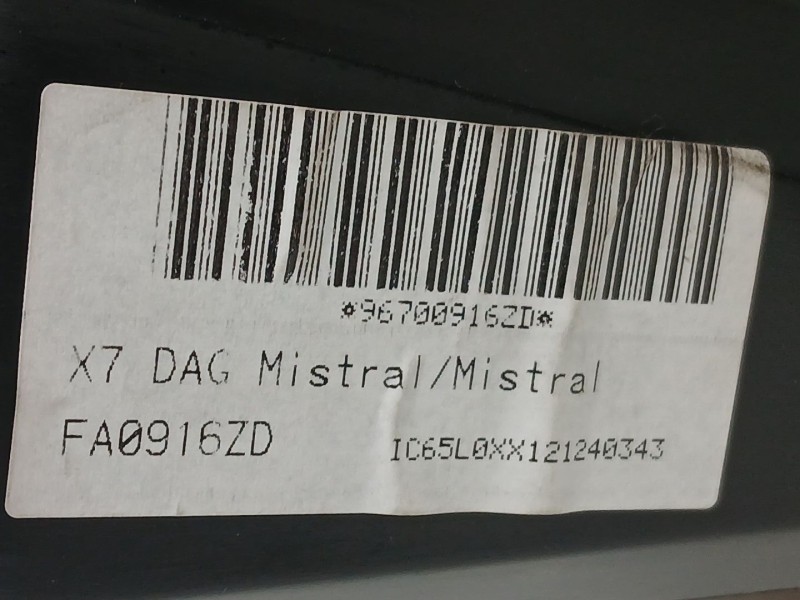 *96700916ZD*
X7 DAG Mistral/Mistral
FA0916ZD IC65L0XX121240343